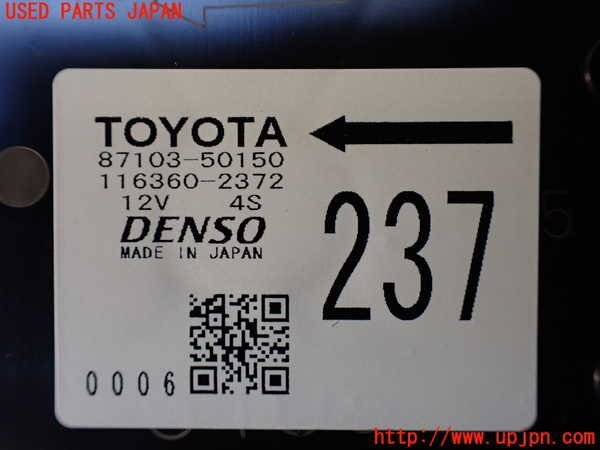 USED PARTS JAPAN
TOYOTA
87103-50150
116360-2372
12V 4S
DENSO
MADE IN JAPAN
237
0006
http://www.upjpn.com